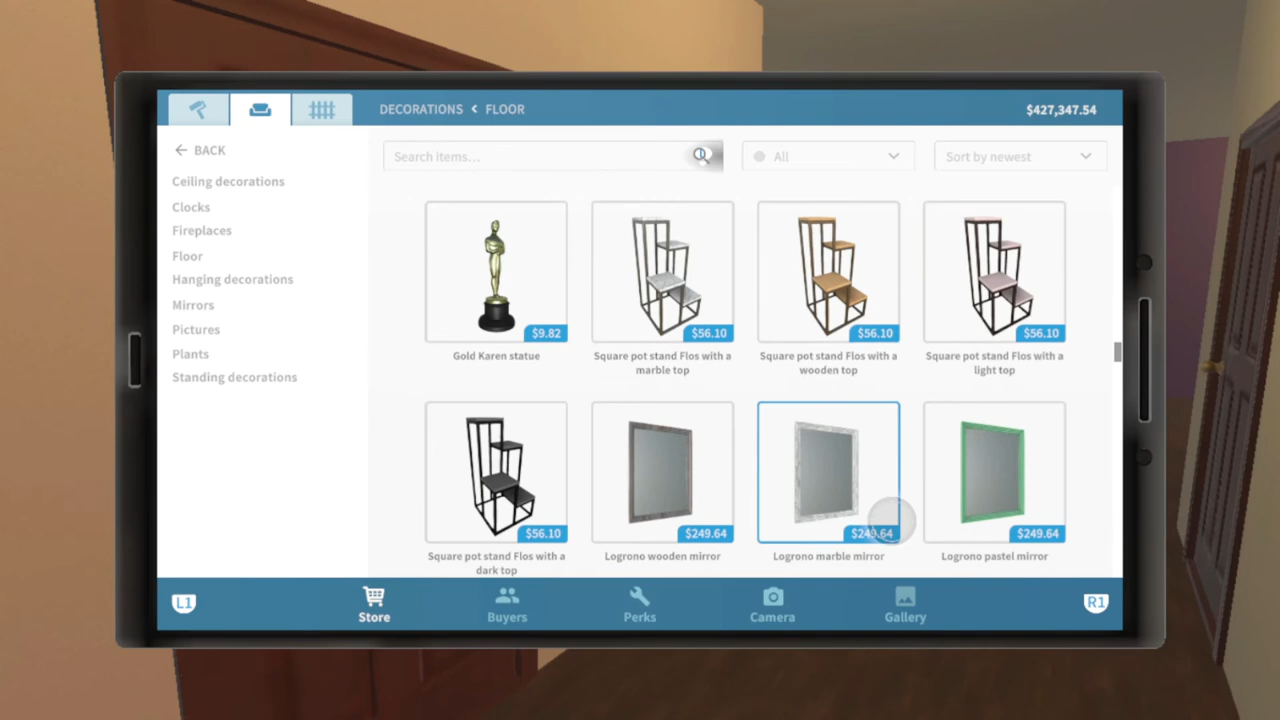 DECORATIONS < FLOOR
$427,347.54
BACK
Search items...
All
Sort by newest
Ceiling decorations
Clocks
Fireplaces
Floor
Hanging decorations
Mirrors
Pictures
Plants
Standing decorations
$9.82
$56.10
$56.10
$56.10
Gold Karen statue
Square pot stand Flos with a
marble top
Square pot stand Flos with a
wooden top
Square pot stand Flos with a
light top
$56.10
$249.64
$249.64
$249.64
Square pot stand Flos with a
dark top
Logrono wooden mirror
Logrono marble mirror
Logrono pastel mirror
L1
Store
Buyers
Perks
Camera
Gallery
R1